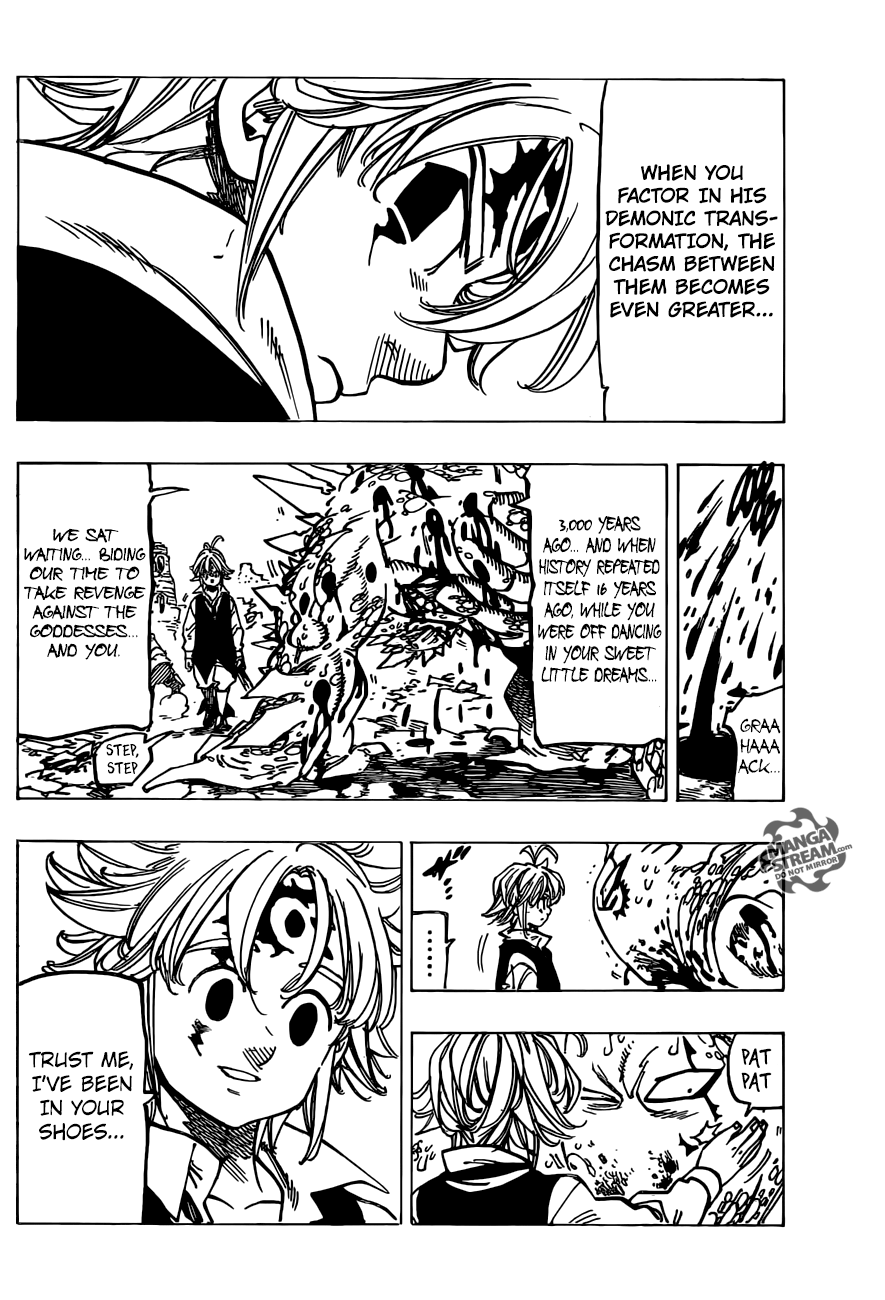 WHEN YOU
FACTOR IN HIS
DEMONIC TRANS-
FORMATION, THE
CHASM BETWEEN
THEM BECOMES
EVEN GREATER...
GRAA
HAAA
ACK...
3,000 YEARS
AGO... AND WHEN
HISTORY REPEATED
ITSELF 16 YEARS
AGO, WHILE YOU
WERE OFF DANCING
IN YOUR SWEET
LITTLE DREAMS...
WE SAT
WAITING... BIDING
OUR TIME TO
TAKE REVENGE
AGAINST THE
GODDESSES...
AND YOU.
STEP,
STEP
MANGA
STREAM.com
DO NOT MIRROR
......
PAT
PAT
TRUST ME,
I'VE BEEN
IN YOUR
SHOES...